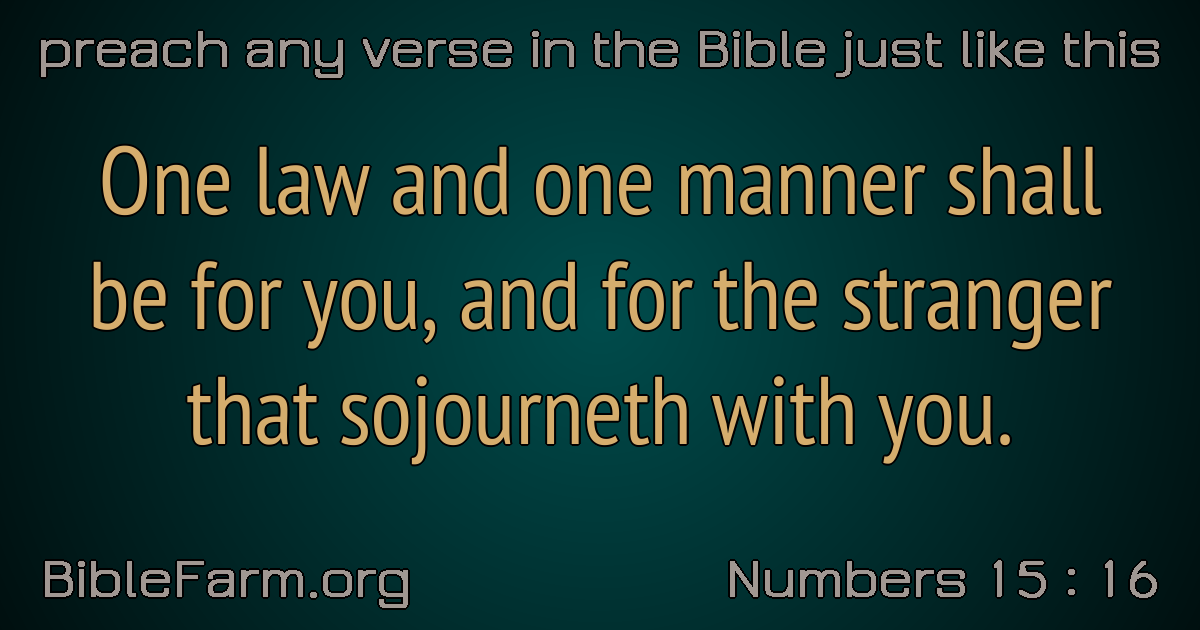 preach any verse in the Bible just like this
One law and one manner shall
be for you, and for the stranger
that sojourneth with you.
BibleFarm.org
Numbers 15 : 16